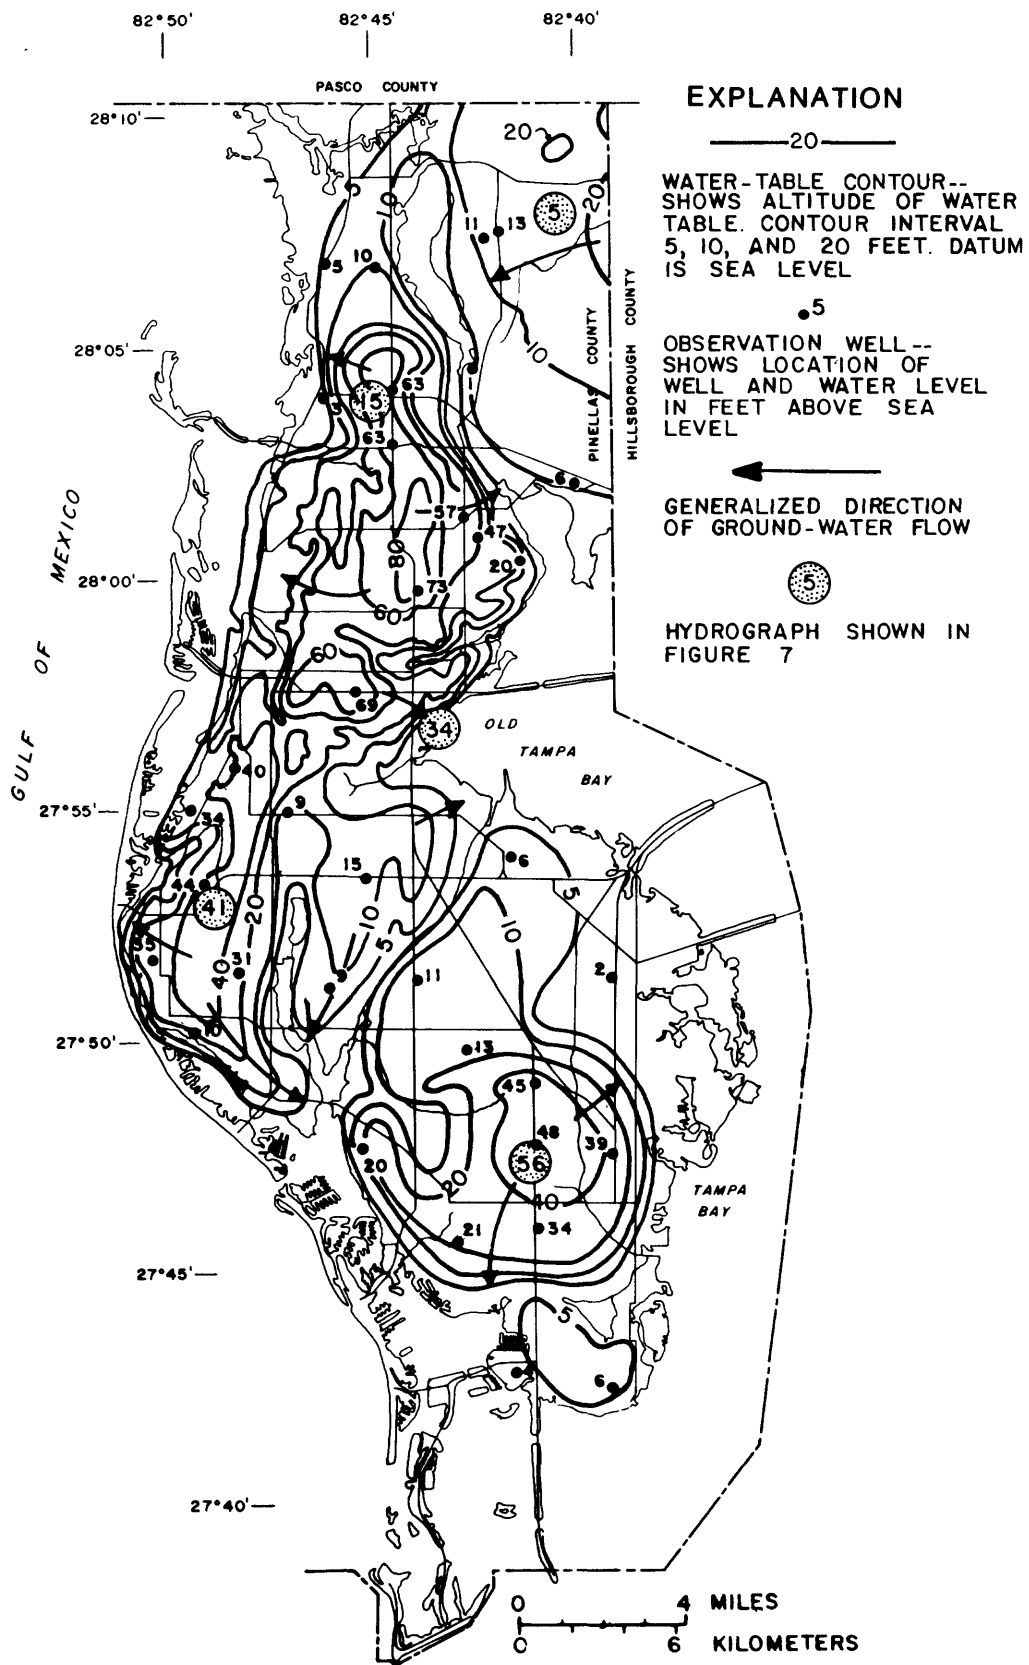 82°50' 82°45' 82°40'
PASCO COUNTY
28°10'
EXPLANATION
20
WATER-TABLE CONTOUR--
SHOWS ALTITUDE OF WATER
TABLE. CONTOUR INTERVAL
5, 10, AND 20 FEET. DATUM
IS SEA LEVEL
5
OBSERVATION WELL--
SHOWS LOCATION OF
WELL AND WATER LEVEL
IN FEET ABOVE SEA
LEVEL
GENERALIZED DIRECTION
OF GROUND-WATER FLOW
5
HYDROGRAPH SHOWN IN
FIGURE 7
20
5
10
5
20
11
13
5
10
PINELLAS COUNTY
HILLSBOROUGH COUNTY
28°05'
10
63
15
63
6
57
47
GULF OF MEXICO
80
20
28°00'
73
60
60
69
34
OLD
TAMPA
BAY
40
27°55'
9
34
6
15
44
5
41
20
10
10
5
35
31
40
9
11
2
10
27°50'
13
45
48
39
20
56
20
40
TAMPA
BAY
21
34
27°45'
5
4
6
27°40'
0 4 MILES
0 6 KILOMETERS